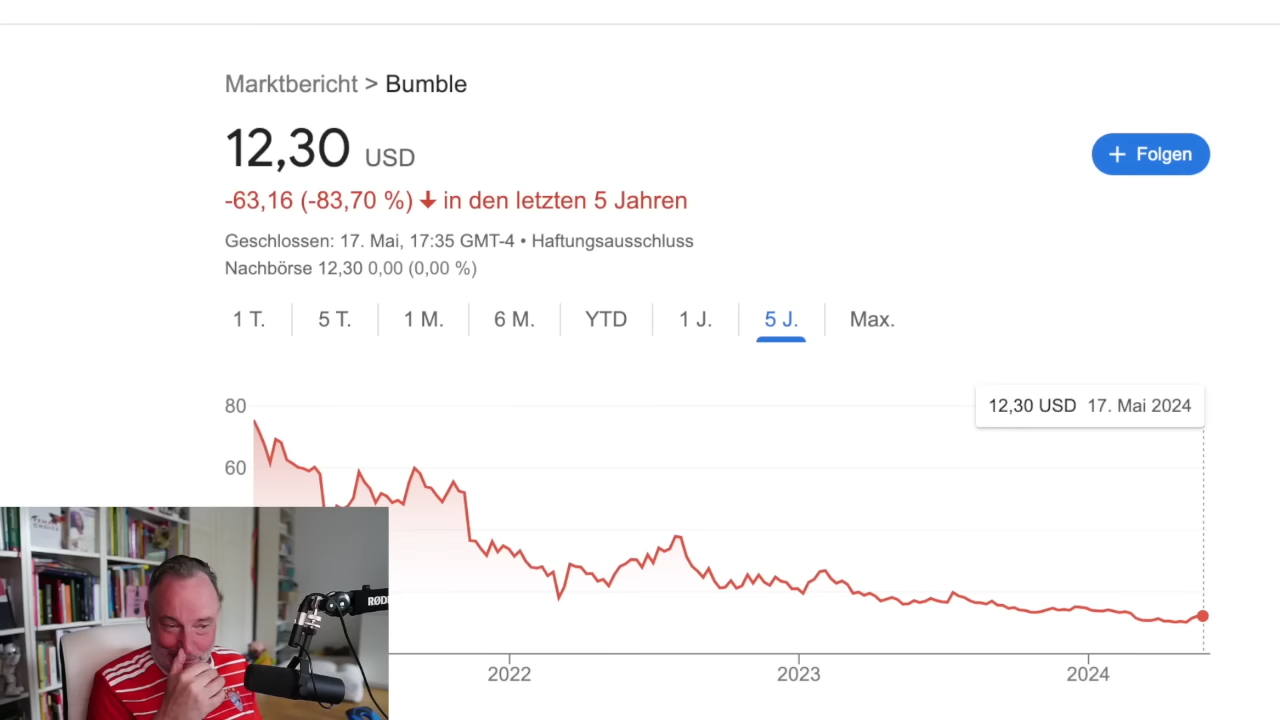 Marktbericht > Bumble
12,30 USD
+ Folgen
-63,16 (-83,70 %) ↓ in den letzten 5 Jahren
Geschlossen: 17. Mai, 17:35 GMT-4 • Haftungsausschluss
Nachbörse 12,30 0,00 (0,00 %)
1 T. 5 T. 1 M. 6 M. YTD 1 J. 5 J. Max.
80
12,30 USD 17. Mai 2024
60
RØDE
2022 2023 2024